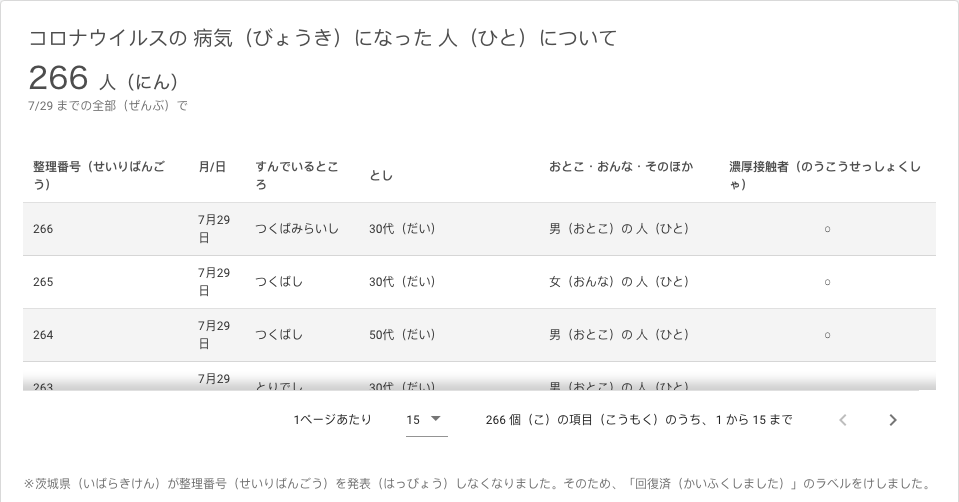 コロナウイルスの 病気（びょうき）になった 人（ひと）について
266 人（にん）
7/29 までの全部（ぜんぶ）で
整理番号（せいりばんごう） 月/日 すんでいるところ とし おとこ・おんな・そのほか 濃厚接触者（のうこうせっしょくしゃ）
266 7月29日 つくばみらいし 30代（だい） 男（おとこ）の 人（ひと） ○
265 7月29日 つくばし 30代（だい） 女（おんな）の 人（ひと） ○
264 7月29日 つくばし 50代（だい） 男（おとこ）の 人（ひと） ○
263 7月29 とりでし 30代（だい） 男（おとこ）の 人（ひと）
1ページあたり 15 266 個（こ）の項目（こうもく）のうち、1 から 15 まで
※茨城県（いばらきけん）が整理番号（せいりばんごう）を発表（はっぴょう）しなくなりました。そのため、「回復済（かいふくしました）」のラベルをけしました。